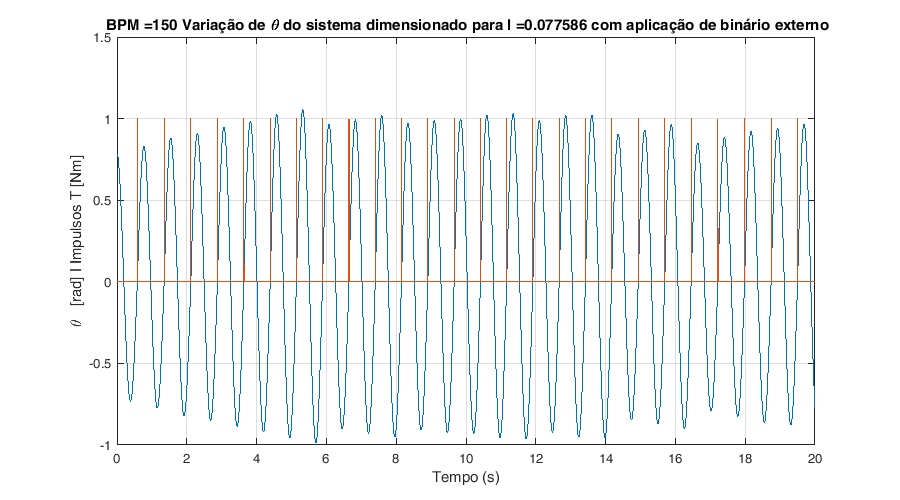 BPM =150 Variação de θ do sistema dimensionado para l =0.077586 com aplicação de binário externo
1.5
1
0.5
0
-0.5
-1
θ [rad] | Impulsos T [Nm]
0 2 4 6 8 10 12 14 16 18 20
Tempo (s)